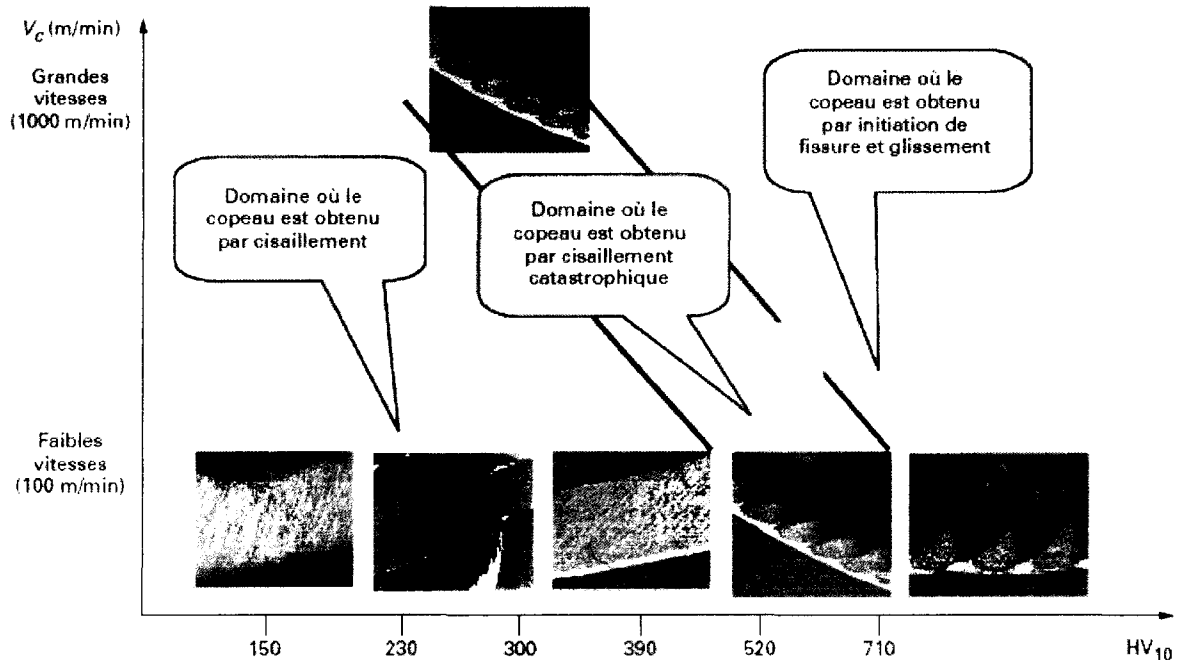 V_c (m/min)
Grandes
vitesses
(1000 m/min)
Domaine où le
copeau est obtenu
par initiation de
fissure et glissement
Domaine où le
copeau est obtenu
par cisaillement
Domaine où le
copeau est obtenu
par cisaillement
catastrophique
Faibles
vitesses
(100 m/min)
150 230 300 390 520 710 HV_10